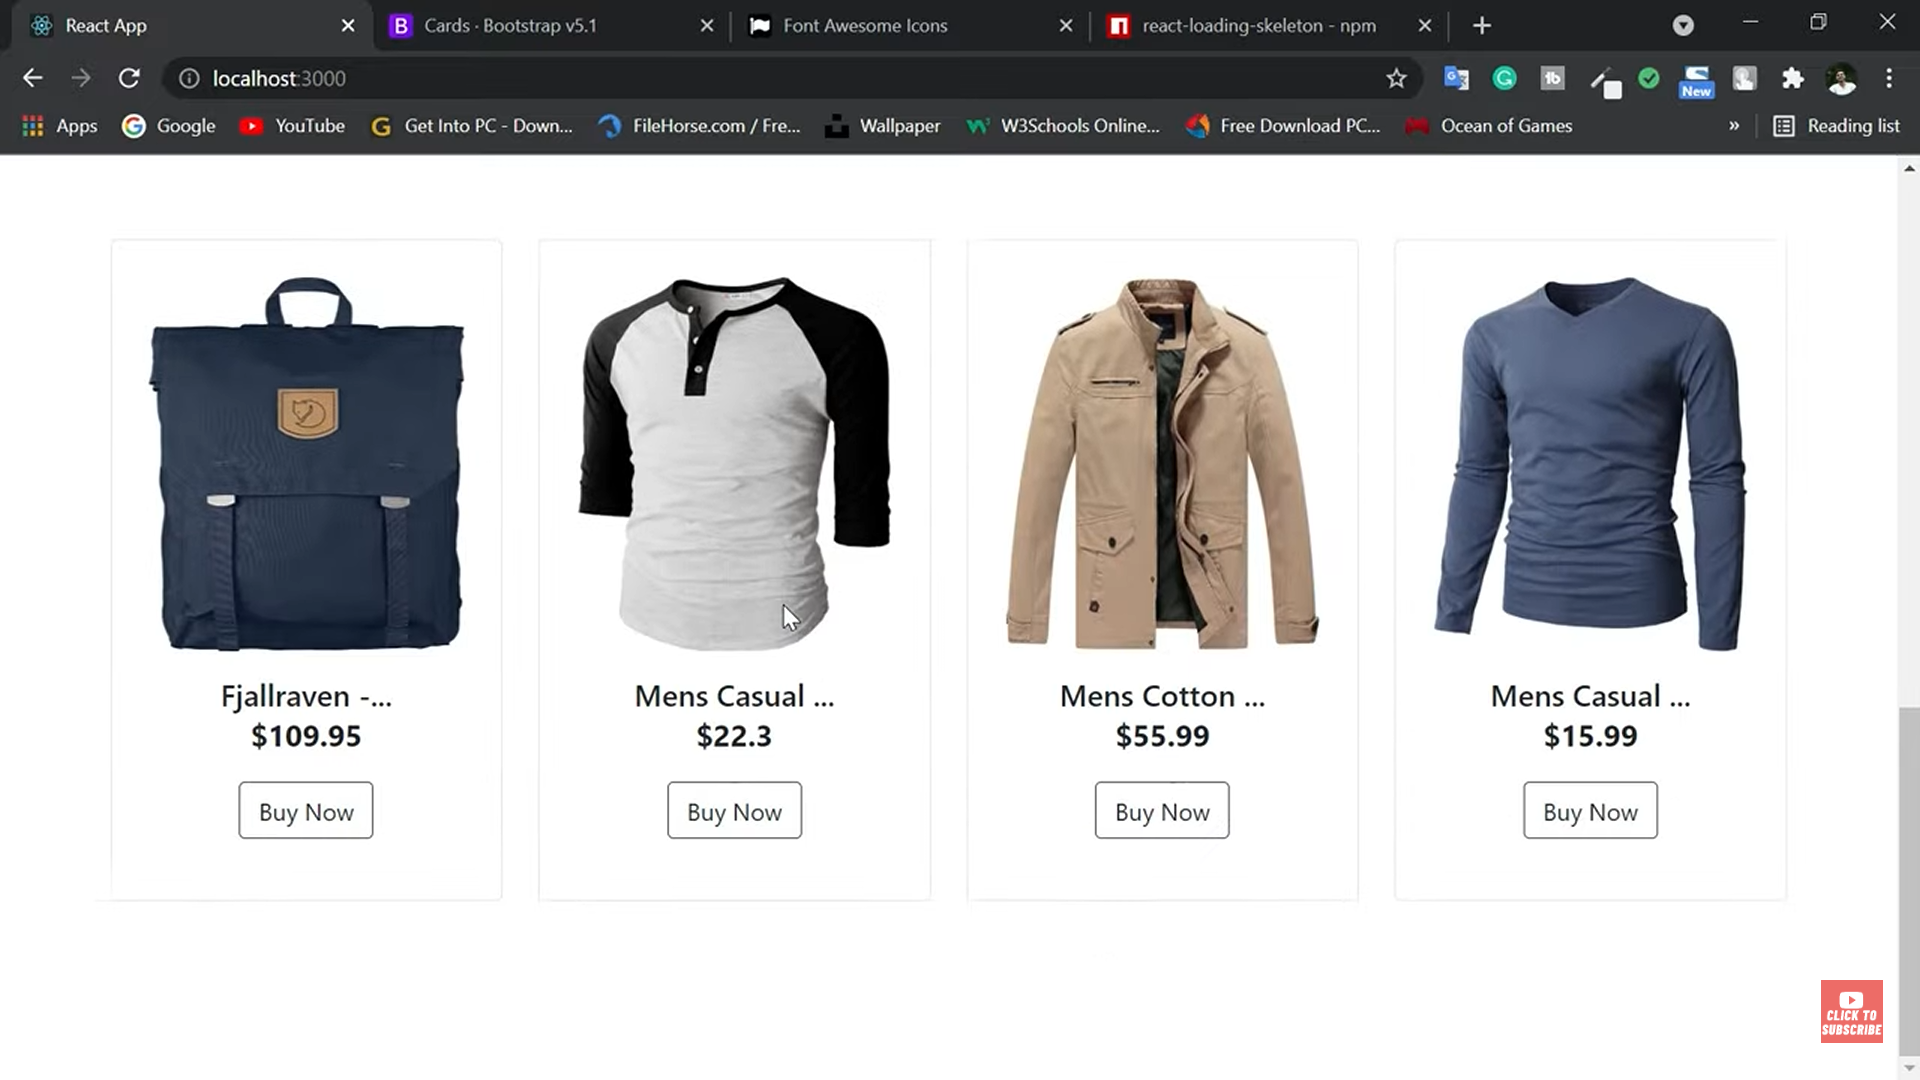 React App
Cards · Bootstrap v5.1
Font Awesome Icons
react-loading-skeleton - npm
localhost:3000
New
Apps
Google
YouTube
Get Into PC - Down...
FileHorse.com / Fre...
Wallpaper
W3Schools Online...
Free Download PC...
Ocean of Games
»
Reading list
Fjallraven -...
$109.95
Buy Now
Mens Casual ...
$22.3
Buy Now
Mens Cotton ...
$55.99
Buy Now
Mens Casual ...
$15.99
Buy Now
CLICK TO
SUBSCRIBE